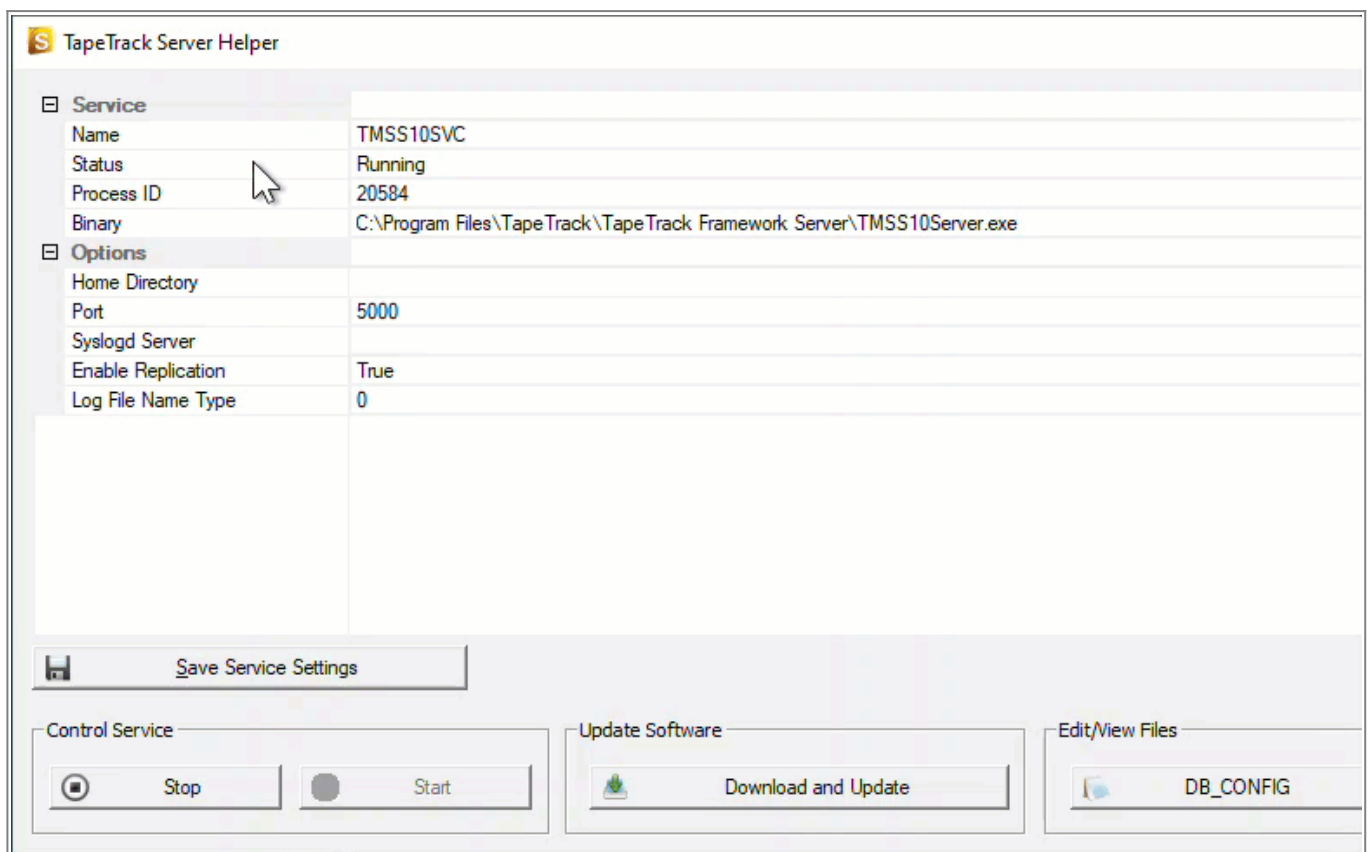 TapeTrack Server Helper
Service
Name TMSS10SVC
Status Running
Process ID 20584
Binary C:\Program Files\TapeTrack\TapeTrack Framework Server\TMSS10Server.exe
Options
Home Directory
Port 5000
Syslogd Server
Enable Replication True
Log File Name Type 0
Save Service Settings
Control Service Update Software Edit/View Files
Stop Start Download and Update DB_CONFIG